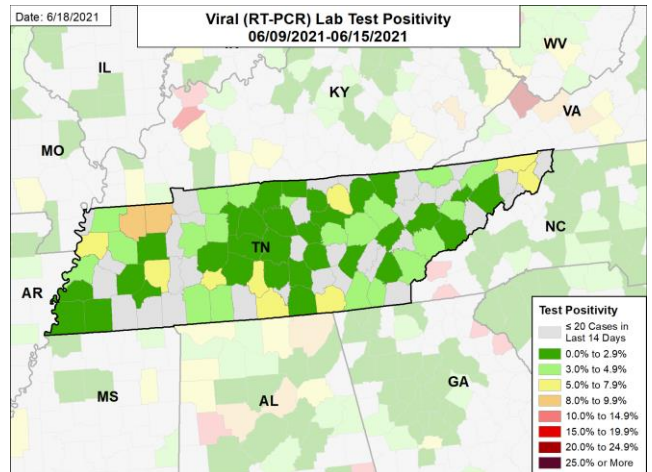 Date: 6/18/2021
Viral (RT-PCR) Lab Test Positivity
06/09/2021-06/15/2021
IL
WV
KY
VA
MO
TN
NC
AR
MS
AL
GA
Test Positivity
≤ 20 Cases in
Last 14 Days
0.0% to 2.9%
3.0% to 4.9%
5.0% to 7.9%
8.0% to 9.9%
10.0% to 14.9%
15.0% to 19.9%
20.0% to 24.9%
25.0% or More